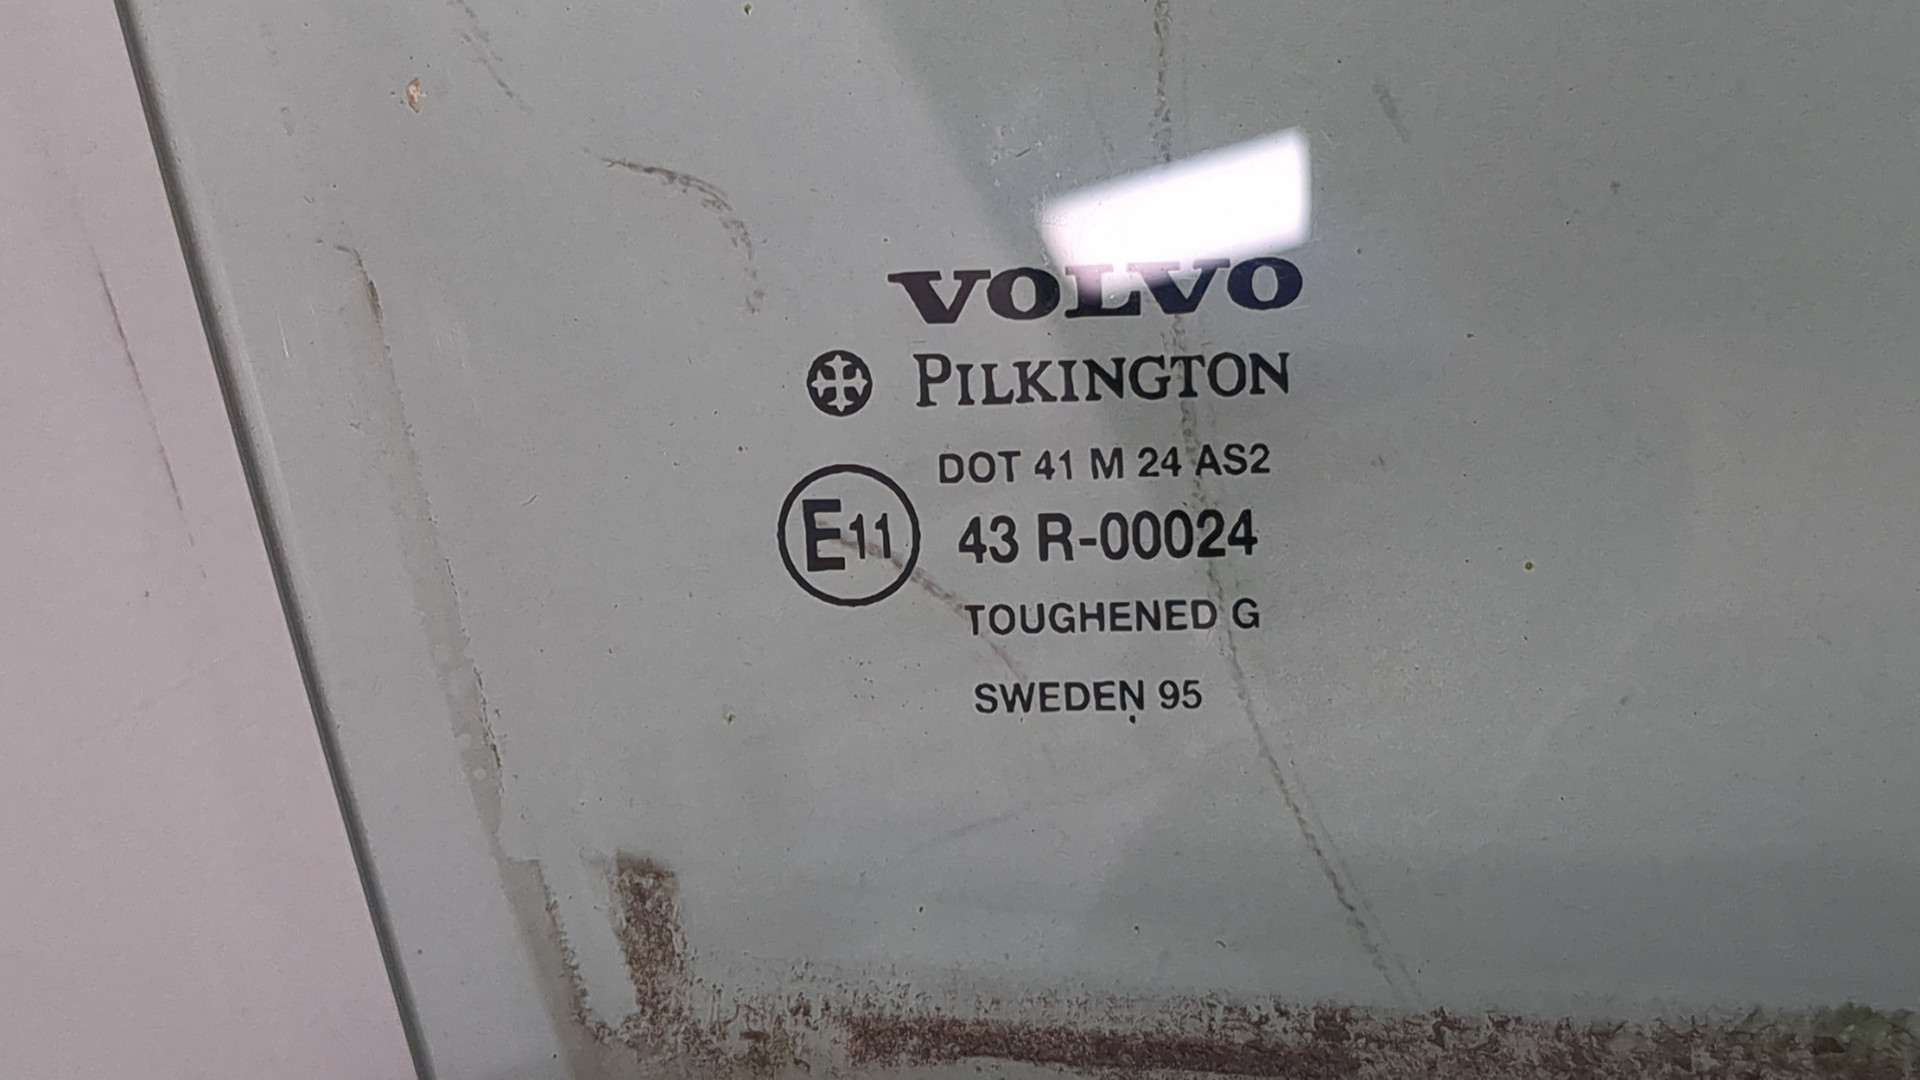 VOLVO
PILKINGTON
DOT 41 M 24 AS2
E11 43 R-00024
TOUGHENED G
SWEDEN 95